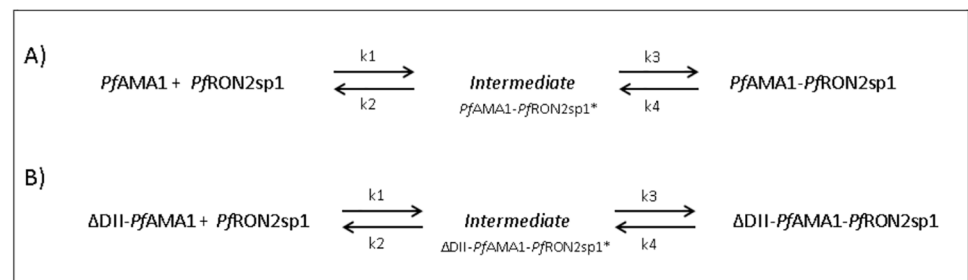 A)
k1 k3
PfAMA1 + PfRON2sp1 Intermediate PfAMA1-PfRON2sp1
k2 PfAMA1-PfRON2sp1* k4
B)
k1 k3
ΔDII-PfAMA1 + PfRON2sp1 Intermediate ΔDII-PfAMA1-PfRON2sp1
k2 ΔDII-PfAMA1-PfRON2sp1* k4